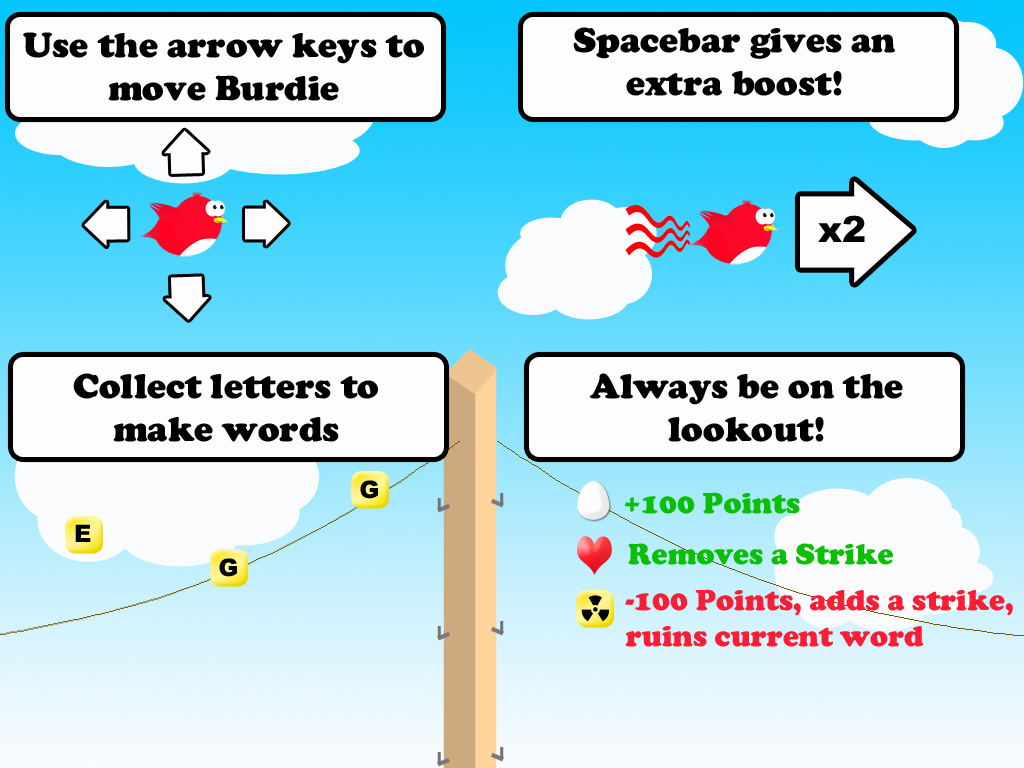 Use the arrow keys to
move Burdie
Spacebar gives an
extra boost!
x2
Collect letters to
make words
E
G
G
Always be on the
lookout!
+100 Points
Removes a Strike
-100 Points, adds a strike,
ruins current word